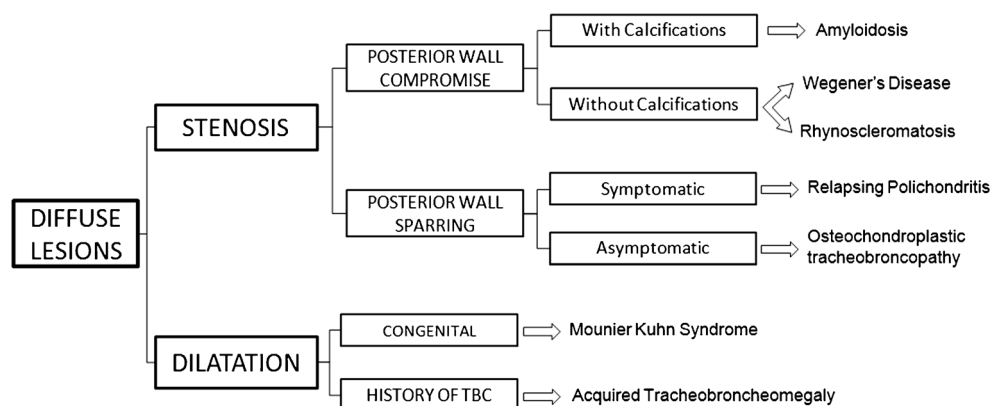 DIFFUSE
LESIONS
STENOSIS
POSTERIOR WALL
COMPROMISE
With Calcifications
Amyloidosis
Without Calcifications
Wegener's Disease
Rhynoscleromatosis
POSTERIOR WALL
SPARRING
Symptomatic
Relapsing Polichondritis
Asymptomatic
Osteochondroplastic
tracheobroncopathy
DILATATION
CONGENITAL
Mounier Kuhn Syndrome
HISTORY OF TBC
Acquired Tracheobroncheomegaly